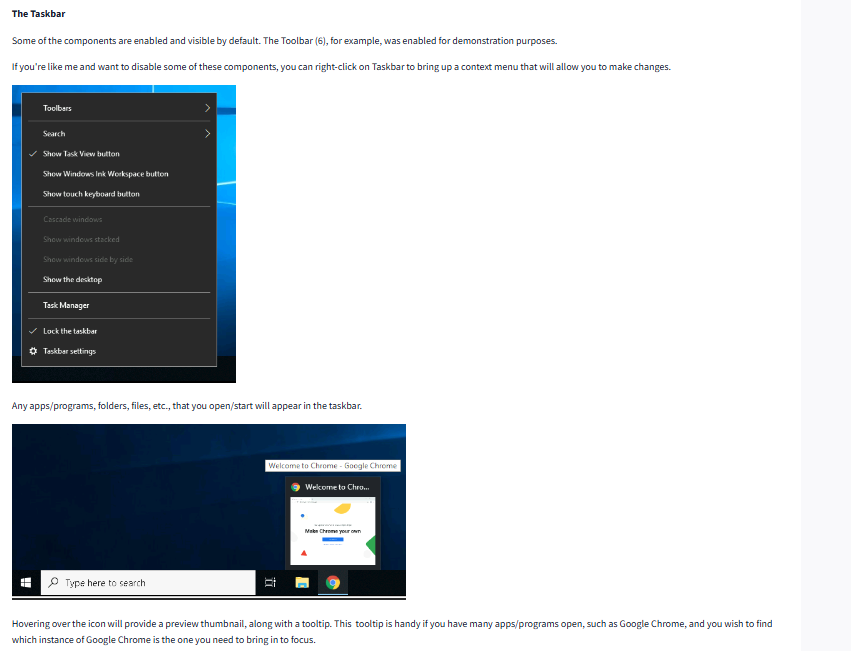 The Taskbar
Some of the components are enabled and visible by default. The Toolbar (6), for example, was enabled for demonstration purposes.
If you're like me and want to disable some of these components, you can right-click on Taskbar to bring up a context menu that will allow you to make changes.
Toolbars
Search
Show Task View button
Show Windows Ink Workspace button
Show touch keyboard button
Cascade windows
Show windows stacked
Show windows side by side
Show the desktop
Task Manager
Lock the taskbar
Taskbar settings
Any apps/programs, folders, files, etc., that you open/start will appear in the taskbar.
Welcome to Chrome - Google Chrome
Welcome to Chro...
Make Chrome your own
Type here to search
Hovering over the icon will provide a preview thumbnail, along with a tooltip. This tooltip is handy if you have many apps/programs open, such as Google Chrome, and you wish to find
which instance of Google Chrome is the one you need to bring in to focus.